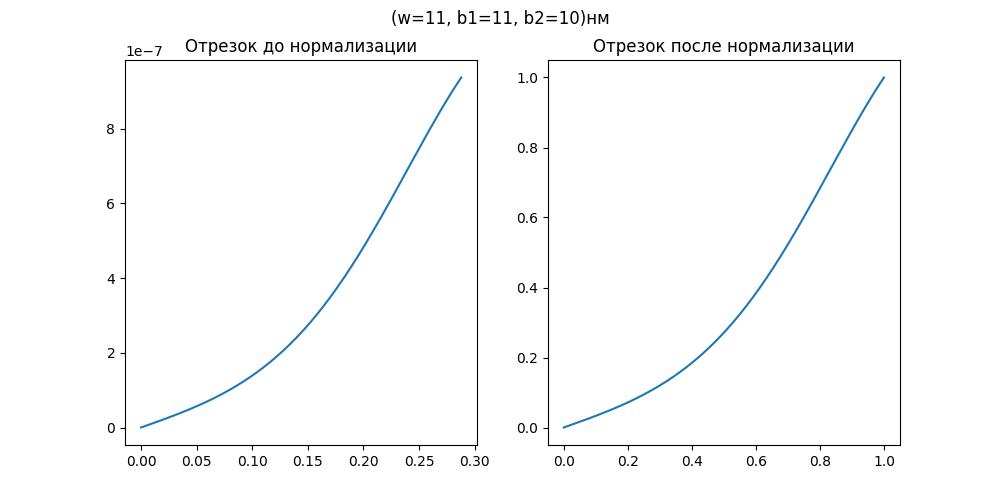 (w=11, b1=11, b2=10)нм
Отрезок до нормализации
1e−7
8
6
4
2
0
0.00 0.05 0.10 0.15 0.20 0.25 0.30
Отрезок после нормализации
1.0
0.8
0.6
0.4
0.2
0.0
0.0 0.2 0.4 0.6 0.8 1.0